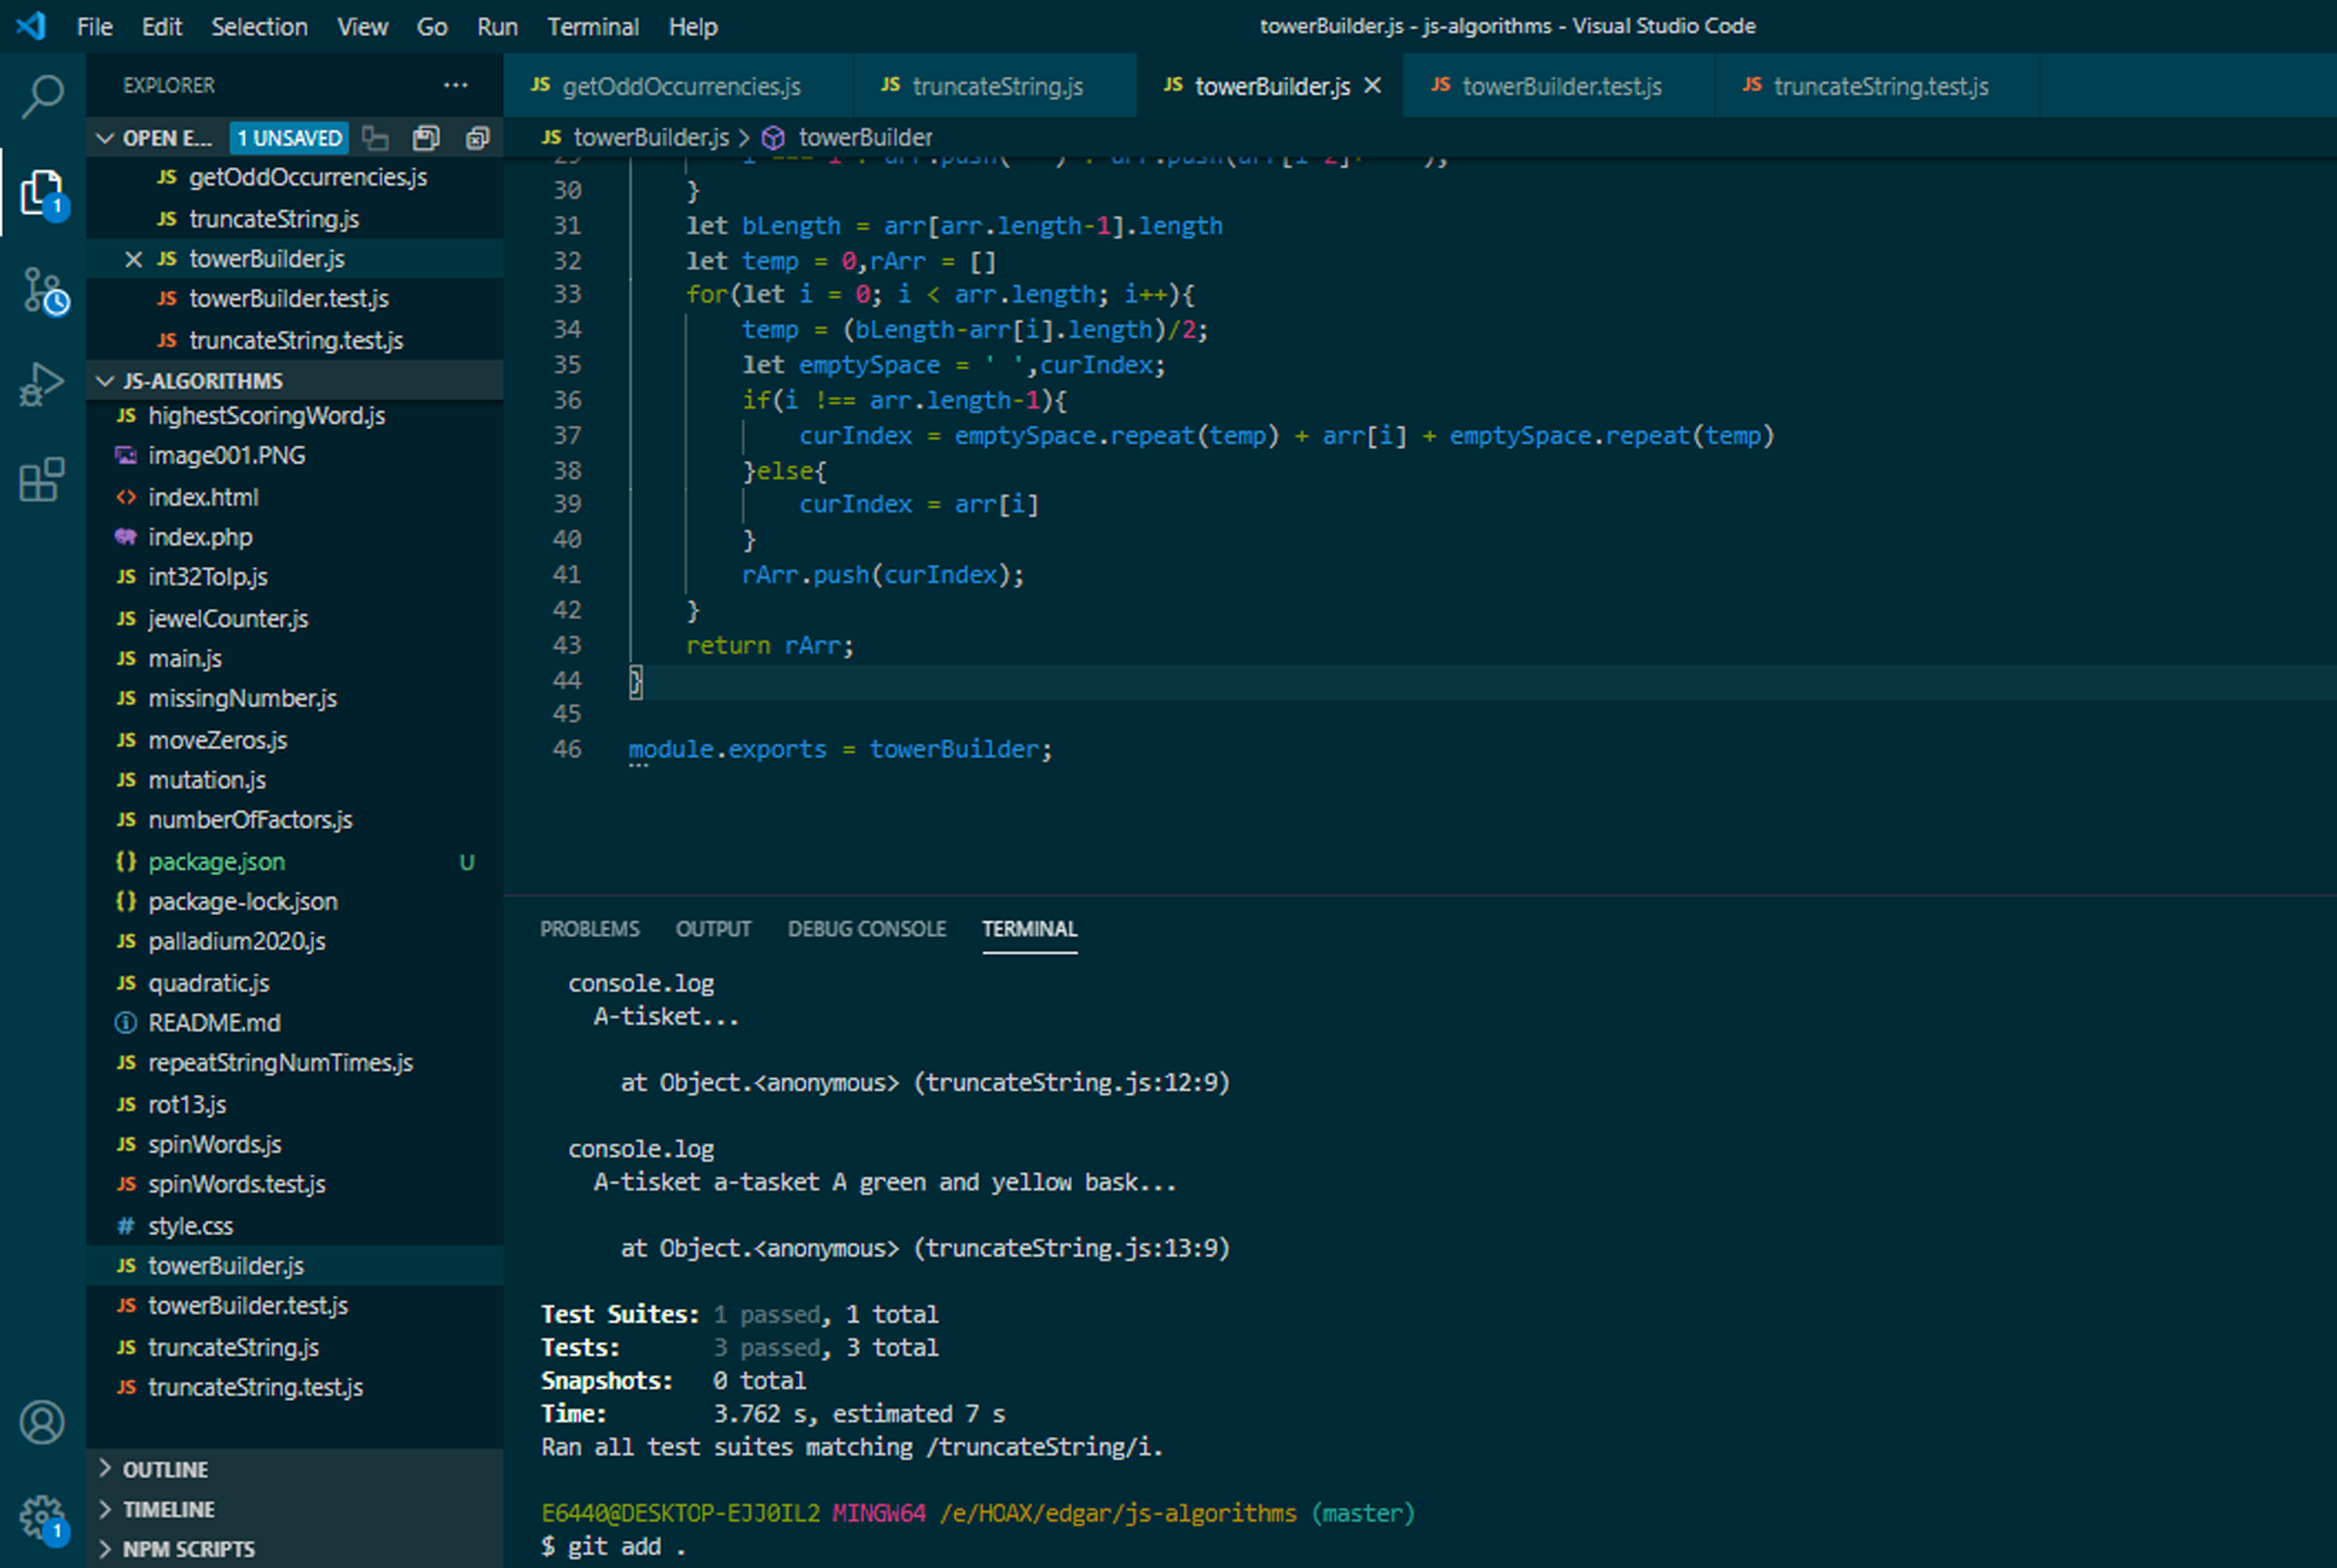 File Edit Selection View Go Run Terminal Help
towerBuilder.js - js-algorithms - Visual Studio Code
EXPLORER
OPEN E... 1 UNSAVED
JS getOddOccurrencies.js
JS truncateString.js
JS towerBuilder.js
JS towerBuilder.test.js
JS truncateString.test.js
JS-ALGORITHMS
JS highestScoringWord.js
image001.PNG
<> index.html
index.php
JS int32ToIp.js
JS jewelCounter.js
JS main.js
JS missingNumber.js
JS moveZeros.js
JS mutation.js
JS numberOfFactors.js
{} package.json U
{} package-lock.json
JS palladium2020.js
JS quadratic.js
README.md
JS repeatStringNumTimes.js
JS rot13.js
JS spinWords.js
JS spinWords.test.js
# style.css
JS towerBuilder.js
JS towerBuilder.test.js
JS truncateString.js
JS truncateString.test.js
OUTLINE
TIMELINE
NPM SCRIPTS
1
1
JS getOddOccurrencies.js JS truncateString.js JS towerBuilder.js JS towerBuilder.test.js JS truncateString.test.js
JS towerBuilder.js > towerBuilder
30 }
31 let bLength = arr[arr.length-1].length
32 let temp = 0,rArr = []
33 for(let i = 0; i < arr.length; i++){
34 temp = (bLength-arr[i].length)/2;
35 let emptySpace = ' ',curIndex;
36 if(i !== arr.length-1){
37 curIndex = emptySpace.repeat(temp) + arr[i] + emptySpace.repeat(temp)
38 }else{
39 curIndex = arr[i]
40 }
41 rArr.push(curIndex);
42 }
43 return rArr;
44 }
45
46 module.exports = towerBuilder;
PROBLEMS OUTPUT DEBUG CONSOLE TERMINAL
console.log
A-tisket...
at Object.<anonymous> (truncateString.js:12:9)
console.log
A-tisket a-tasket A green and yellow bask...
at Object.<anonymous> (truncateString.js:13:9)
Test Suites: 1 passed, 1 total
Tests: 3 passed, 3 total
Snapshots: 0 total
Time: 3.762 s, estimated 7 s
Ran all test suites matching /truncateString/i.
E6440@DESKTOP-EJJ0IL2 MINGW64 /e/HOAX/edgar/js-algorithms (master)
$ git add .